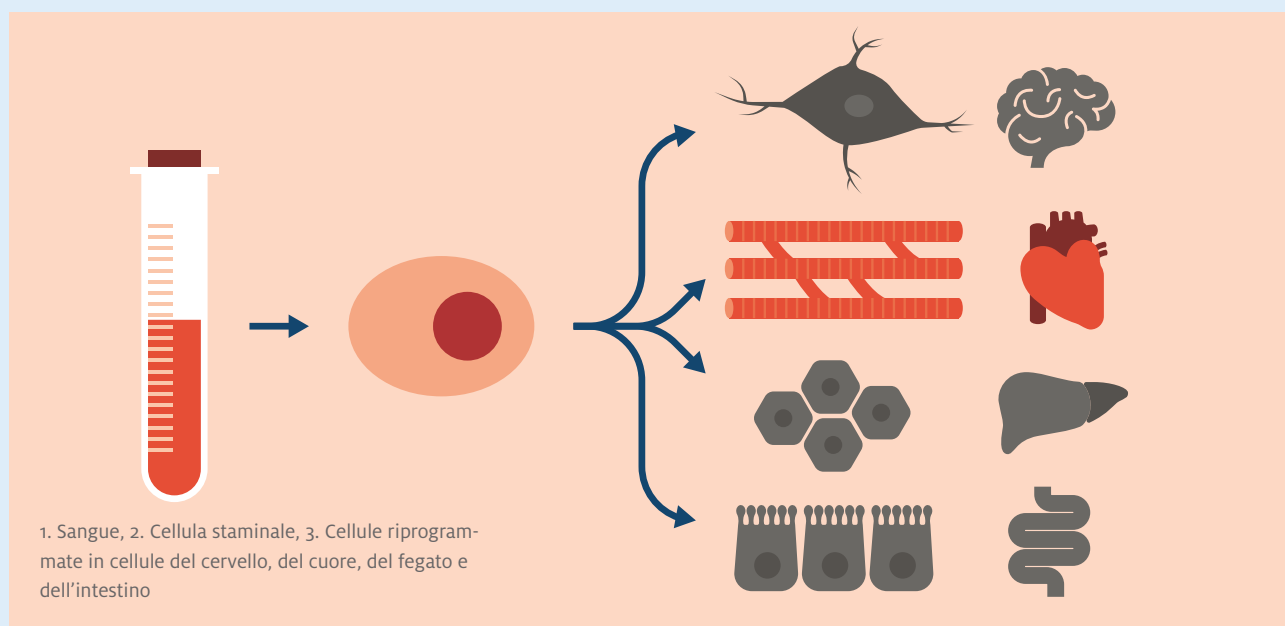 1. Sangue, 2. Cellula staminale, 3. Cellule riprogram-
mate in cellule del cervello, del cuore, del fegato e
dell’intestino